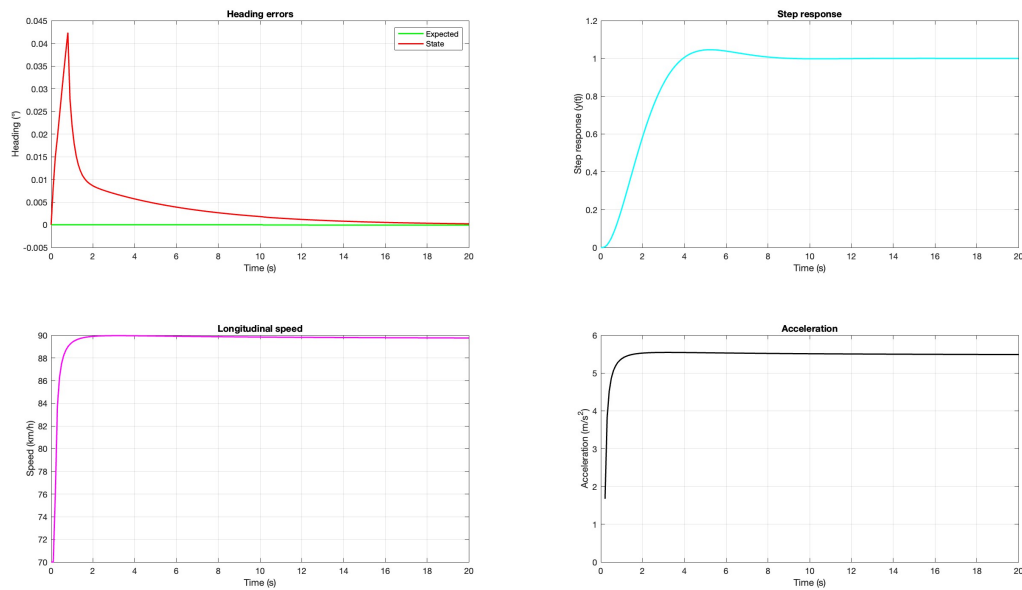 Heading errors
0.045
0.04
0.035
0.03
0.025
0.02
0.015
0.01
0.005
0
-0.005
Heading (°)
Expected
State
0 2 4 6 8 10 12 14 16 18 20
Time (s)
Step response
1.2
1
0.8
0.6
0.4
0.2
0
Step response (y(t))
0 2 4 6 8 10 12 14 16 18 20
Time (s)
Longitudinal speed
90
88
86
84
82
80
78
76
74
72
70
Speed (km/h)
0 2 4 6 8 10 12 14 16 18 20
Time (s)
Acceleration
6
5
4
3
2
1
0
Acceleration (m/s²)
0 2 4 6 8 10 12 14 16 18 20
Time (s)